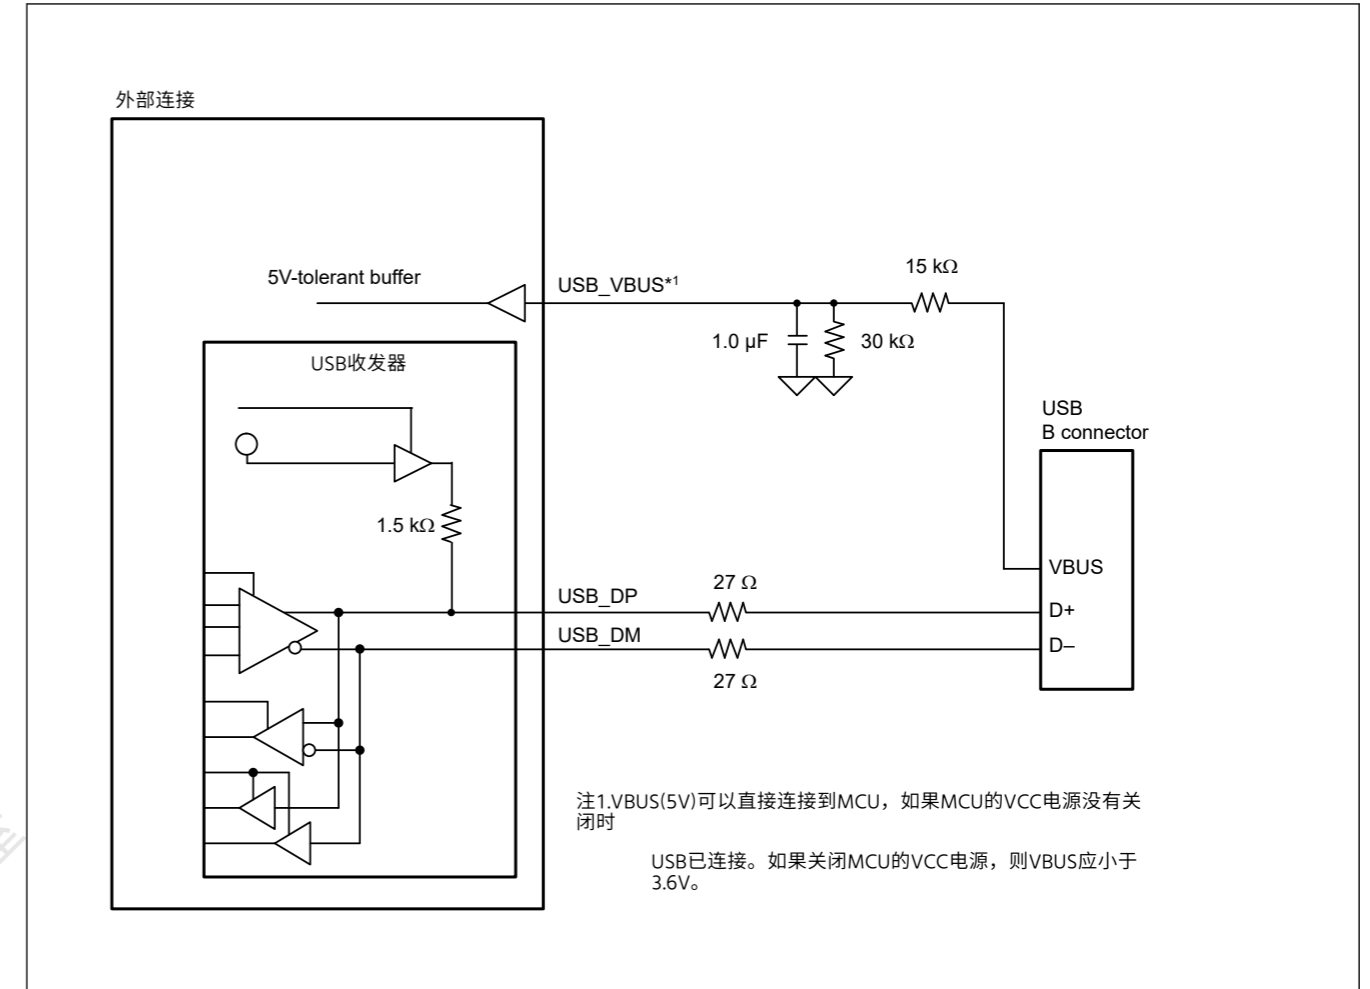 外部连接
5V-tolerant buffer
USB_VBUS*1
15 kΩ
1.0 µF
30 kΩ
USB收发器
USB
B connector
1.5 kΩ
VBUS
27 Ω
USB_DP
D+
USB_DM
D–
27 Ω
注1.VBUS(5V)可以直接连接到MCU，如果MCU的VCC电源没有关
闭时
USB已连接。如果关闭MCU的VCC电源，则VBUS应小于
3.6V。